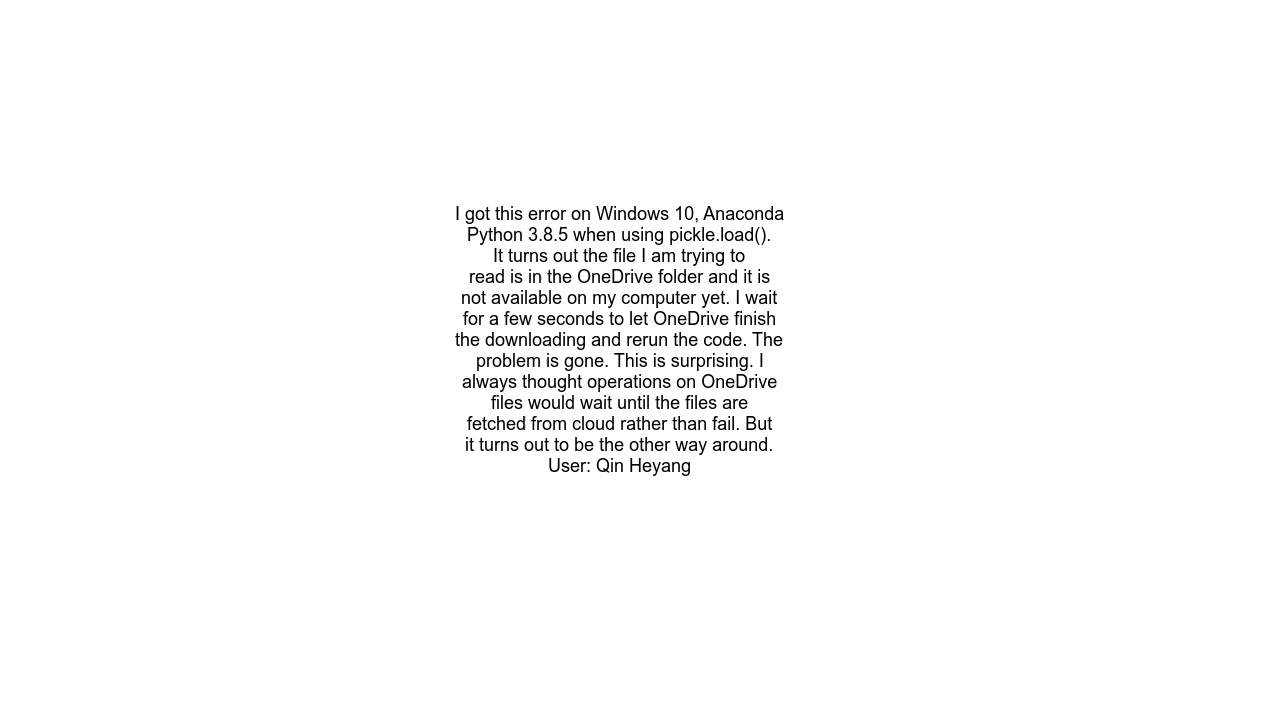 I got this error on Windows 10, Anaconda
Python 3.8.5 when using pickle.load().
It turns out the file I am trying to
read is in the OneDrive folder and it is
not available on my computer yet. I wait
for a few seconds to let OneDrive finish
the downloading and rerun the code. The
problem is gone. This is surprising. I
always thought operations on OneDrive
files would wait until the files are
fetched from cloud rather than fail. But
it turns out to be the other way around.
User: Qin Heyang